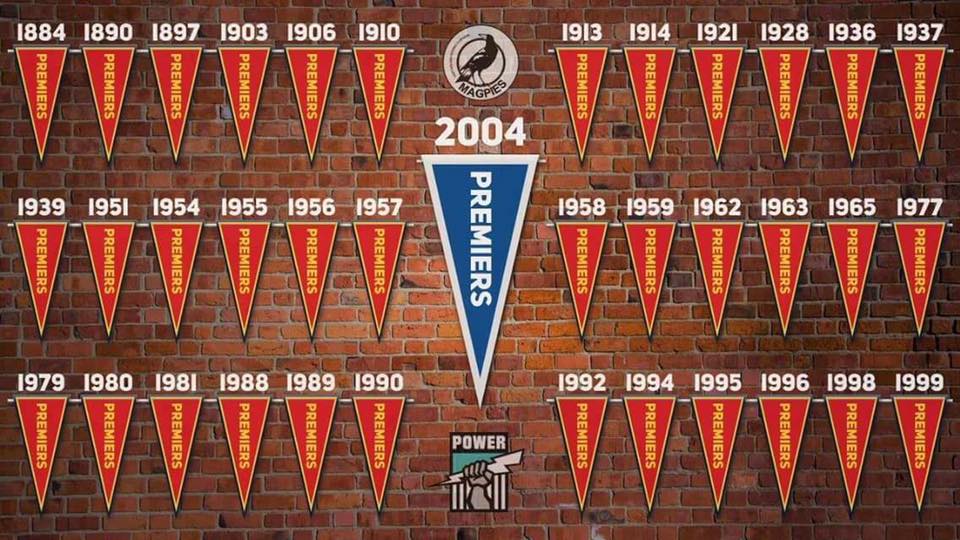 1884 1890 1897 1903 1906 1910
PREMIERS PREMIERS PREMIERS PREMIERS PREMIERS PREMIERS
MAGPIES
1913 1914 1921 1928 1936 1937
PREMIERS PREMIERS PREMIERS PREMIERS PREMIERS PREMIERS
2004
PREMIERS
1939 1951 1954 1955 1956 1957
PREMIERS PREMIERS PREMIERS PREMIERS PREMIERS PREMIERS
1958 1959 1962 1963 1965 1977
PREMIERS PREMIERS PREMIERS PREMIERS PREMIERS PREMIERS
1979 1980 1981 1988 1989 1990
PREMIERS PREMIERS PREMIERS PREMIERS PREMIERS PREMIERS
1992 1994 1995 1996 1998 1999
PREMIERS PREMIERS PREMIERS PREMIERS PREMIERS PREMIERS
POWER